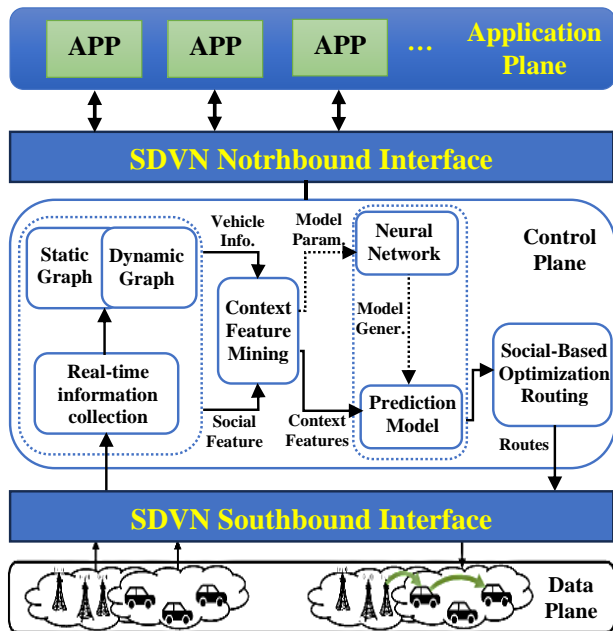 APP
APP
APP
...
Application
Plane
SDVN Notrhbound Interface
Vehicle
Info.
Model
Param.
Neural
Network
Control
Plane
Static
Graph
Dynamic
Graph
Context
Feature
Mining
Model
Gener.
Real-time
information
collection
Social
Feature
Context
Features
Prediction
Model
Social-Based
Optimization
Routing
Routes
SDVN Southbound Interface
Data
Plane